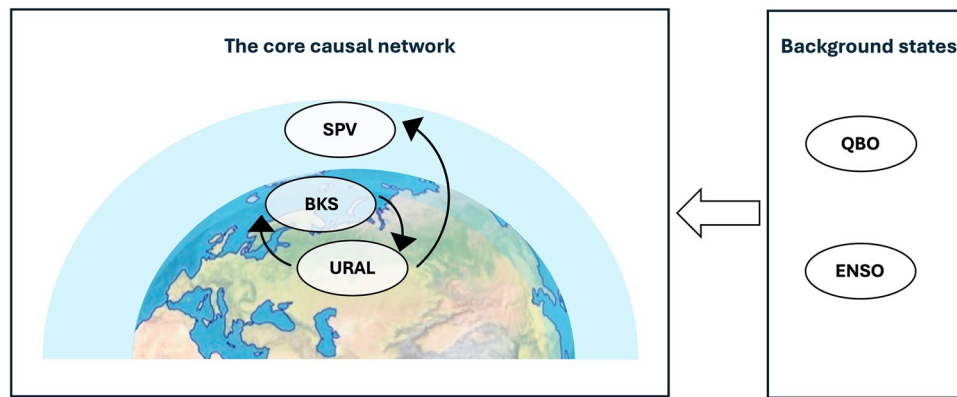 The core causal network
SPV
BKS
URAL
Background states
QBO
ENSO